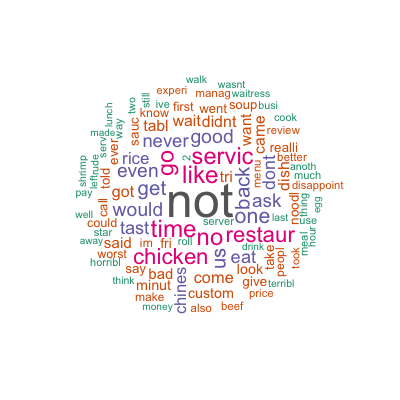 walk
wasnt
experi
ive
still
two
lunch
way
made
serv
sauc
know
first
manag
waitress
went
soup
busi
tabl
wait
didnt
want
came
cook
review
never
good
realli
ever
told
left
rude
shrimp
pay
rice
even
go
servic
2
like
tri
back
dont
menu
dish
better
anoth
much
disappoint
call
got
get
not
one
ask
noodl
thing
egg
us
well
would
time
no
server
restaur
last
use
could
star
tast
chicken
us
drink
eat
take
peopl
took
meal
hour
away
said
im
fri
roll
worst
horribl
say
bad
come
look
think
minut
chines
custom
give
terribl
make
price
money
also
beef